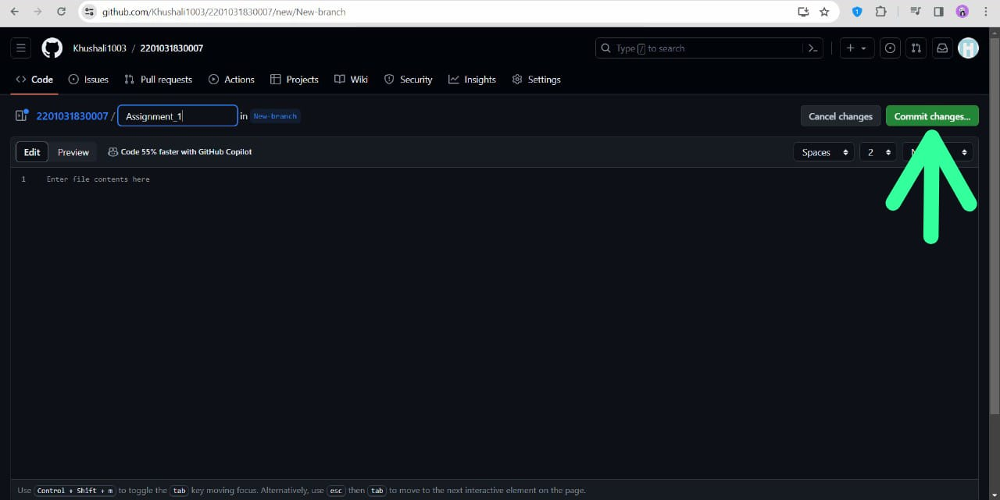 github.com/Khushali1003/2201031830007/new/New-branch
1
Khushali1003 / 2201031830007
Type / to search
Code Issues Pull requests Actions Projects Wiki Security Insights Settings
2201031830007 / Assignment_1 in New-branch
Cancel changes Commit changes...
Edit Preview Code 55% faster with GitHub Copilot
Spaces 2
1 Enter file contents here
Use Control + Shift + m to toggle the tab key moving focus. Alternatively, use esc then tab to move to the next interactive element on the page.